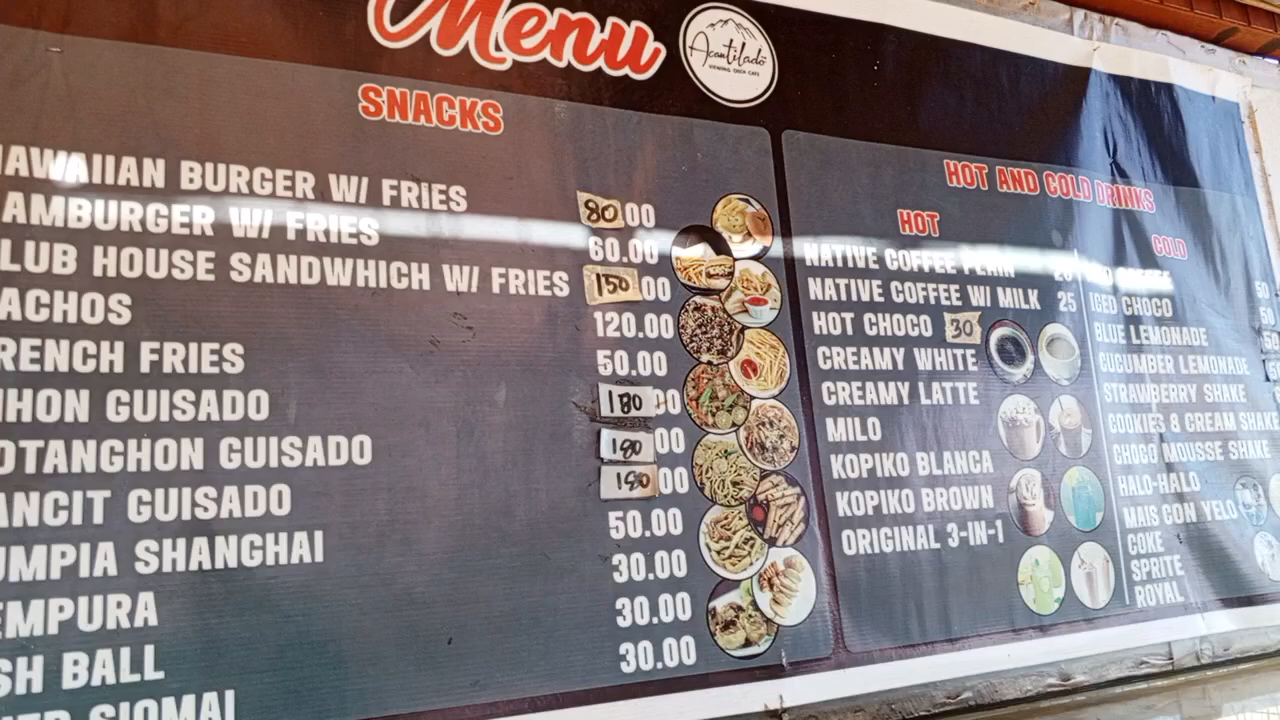 Menu
Acantilado
VIEWING DECK CAFE
SNACKS
HAWAIIAN BURGER W/ FRIES 80.00
HAMBURGER W/ FRIES 60.00
CLUB HOUSE SANDWHICH W/ FRIES 150.00
NACHOS 120.00
FRENCH FRIES 50.00
BIHON GUISADO 180
SOTANGHON GUISADO 180
PANCIT GUISADO 180
LUMPIA SHANGHAI 50.00
TEMPURA 30.00
FISH BALL 30.00
SIOMAI 30.00
HOT AND COLD DRINKS
HOT
NATIVE COFFEE PLAIN 20
NATIVE COFFEE W/ MILK 25
HOT CHOCO 30
CREAMY WHITE
CREAMY LATTE
MILO
KOPIKO BLANCA
KOPIKO BROWN
ORIGINAL 3-IN-1
COLD
COFFEE 50
ICED CHOCO 50
BLUE LEMONADE 50
CUCUMBER LEMONADE
STRAWBERRY SHAKE
COOKIES & CREAM SHAKE
CHOCO MOUSSE SHAKE
HALO-HALO
MAIS CON YELO
COKE
SPRITE
ROYAL